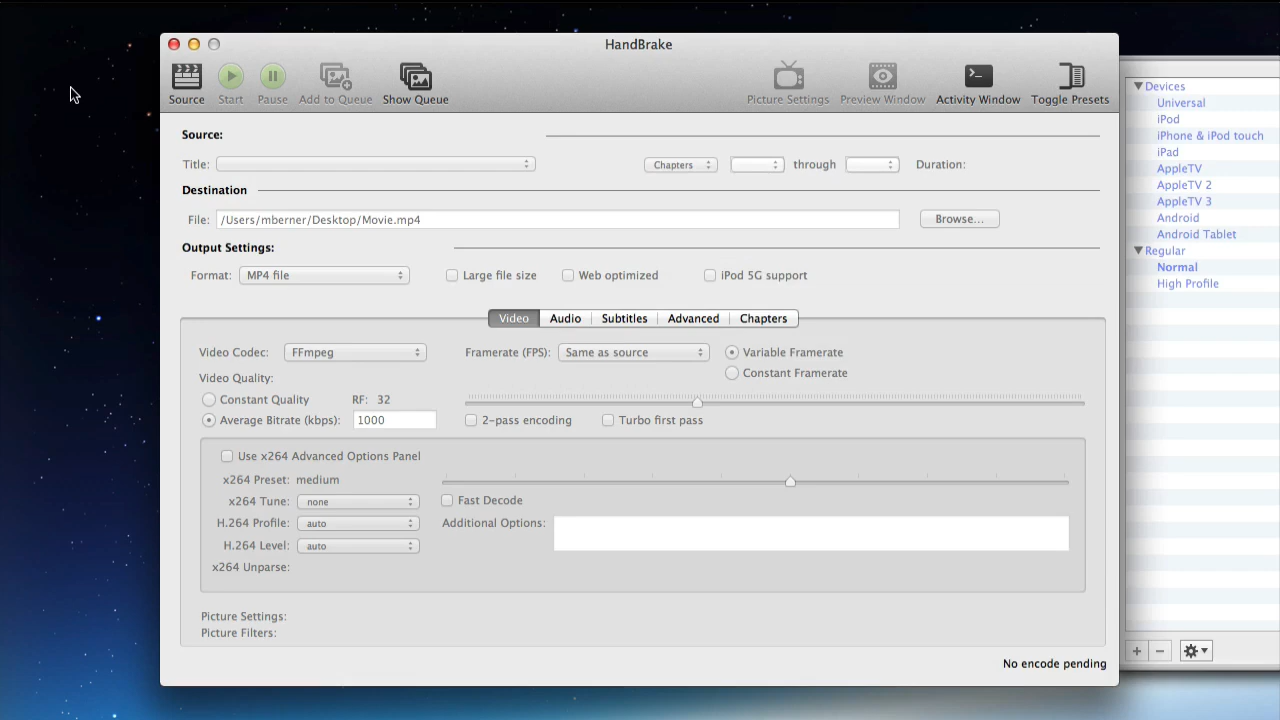 HandBrake
Source Start Pause Add to Queue Show Queue Picture Settings Preview Window Activity Window Toggle Presets
Source:
Title: Chapters through Duration:
Destination
File: /Users/mberner/Desktop/Movie.mp4 Browse...
Output Settings:
Format: MP4 file Large file size Web optimized iPod 5G support
Video Audio Subtitles Advanced Chapters
Video Codec: FFmpeg Framerate (FPS): Same as source Variable Framerate
Constant Framerate
Video Quality:
Constant Quality RF: 32
Average Bitrate (kbps): 1000 2-pass encoding Turbo first pass
Use x264 Advanced Options Panel
x264 Preset: medium
x264 Tune: none Fast Decode
H.264 Profile: auto Additional Options:
H.264 Level: auto
x264 Unparse:
Picture Settings:
Picture Filters:
No encode pending
Devices
Universal
iPod
iPhone & iPod touch
iPad
AppleTV
AppleTV 2
AppleTV 3
Android
Android Tablet
Regular
Normal
High Profile